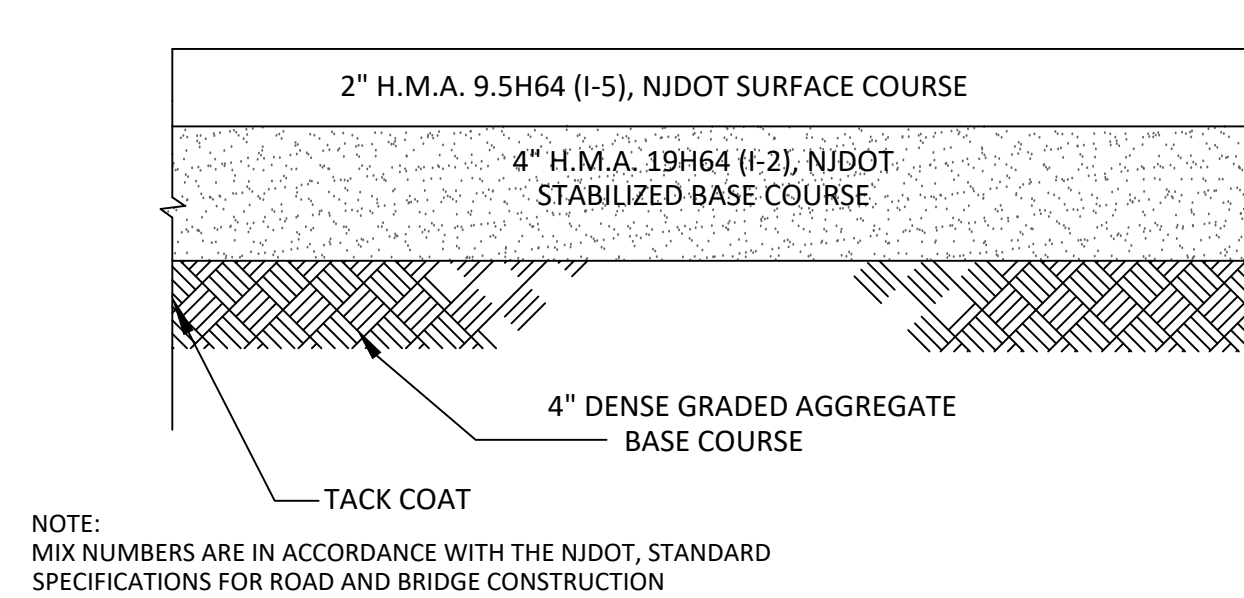 2" H.M.A. 9.5H64 (I-5), NJDOT SURFACE COURSE
4" H.M.A. 19H64 (I-2), NJDOT
STABILIZED BASE COURSE
4" DENSE GRADED AGGREGATE
BASE COURSE
TACK COAT
NOTE:
MIX NUMBERS ARE IN ACCORDANCE WITH THE NJDOT, STANDARD
SPECIFICATIONS FOR ROAD AND BRIDGE CONSTRUCTION